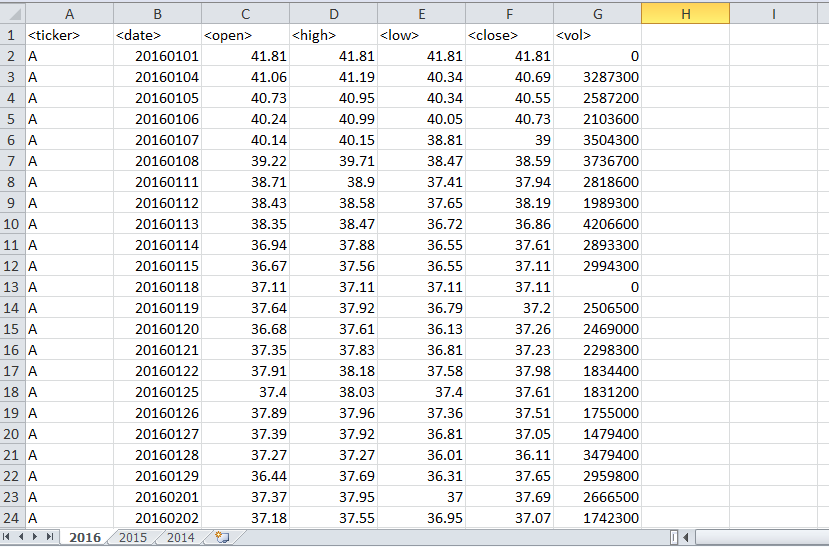 A B C D E F G H I
1 <ticker> <date> <open> <high> <low> <close> <vol>
2 A 20160101 41.81 41.81 41.81 41.81 0
3 A 20160104 41.06 41.19 40.34 40.69 3287300
4 A 20160105 40.73 40.95 40.34 40.55 2587200
5 A 20160106 40.24 40.99 40.05 40.73 2103600
6 A 20160107 40.14 40.15 38.81 39 3504300
7 A 20160108 39.22 39.71 38.47 38.59 3736700
8 A 20160111 38.71 38.9 37.41 37.94 2818600
9 A 20160112 38.43 38.58 37.65 38.19 1989300
10 A 20160113 38.35 38.47 36.72 36.86 4206600
11 A 20160114 36.94 37.88 36.55 37.61 2893300
12 A 20160115 36.67 37.56 36.55 37.11 2994300
13 A 20160118 37.11 37.11 37.11 37.11 0
14 A 20160119 37.64 37.92 36.79 37.2 2506500
15 A 20160120 36.68 37.61 36.13 37.26 2469000
16 A 20160121 37.35 37.83 36.81 37.23 2298300
17 A 20160122 37.91 38.18 37.58 37.98 1834400
18 A 20160125 37.4 38.03 37.4 37.61 1831200
19 A 20160126 37.89 37.96 37.36 37.51 1755000
20 A 20160127 37.39 37.92 36.81 37.05 1479400
21 A 20160128 37.27 37.27 36.01 36.11 3479400
22 A 20160129 36.44 37.69 36.31 37.65 2959800
23 A 20160201 37.37 37.95 37 37.69 2666500
24 A 20160202 37.18 37.55 36.95 37.07 1742300
2016 2015 2014